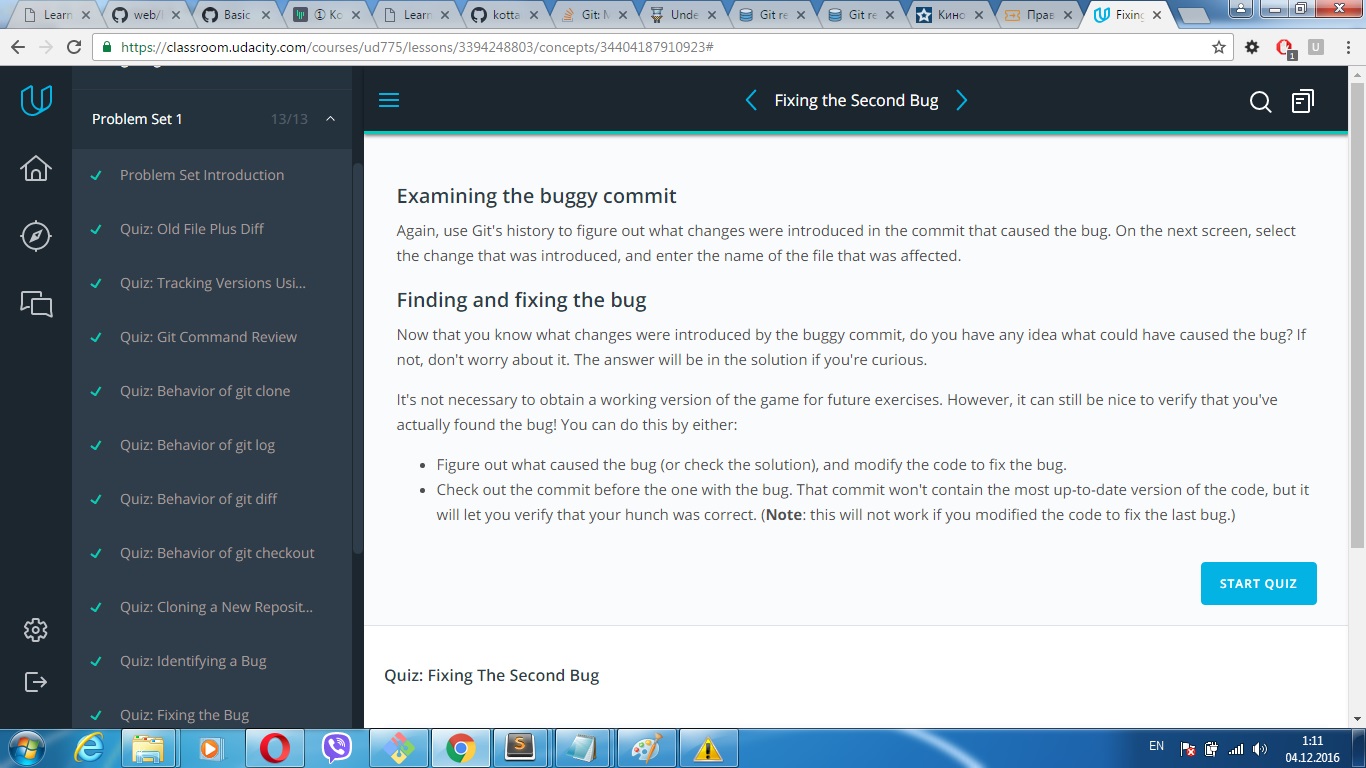 Learn
web/
Basic
① Ко
Learn
kotta
Git: N
Unde
Git re
Git re
Кино
Прав
Fixing
https://classroom.udacity.com/courses/ud775/lessons/3394248803/concepts/34404187910923#
1
Problem Set 1 13/13
Problem Set Introduction
Quiz: Old File Plus Diff
Quiz: Tracking Versions Usi...
Quiz: Git Command Review
Quiz: Behavior of git clone
Quiz: Behavior of git log
Quiz: Behavior of git diff
Quiz: Behavior of git checkout
Quiz: Cloning a New Reposit...
Quiz: Identifying a Bug
Quiz: Fixing the Bug
Fixing the Second Bug
Examining the buggy commit
Again, use Git's history to figure out what changes were introduced in the commit that caused the bug. On the next screen, select
the change that was introduced, and enter the name of the file that was affected.
Finding and fixing the bug
Now that you know what changes were introduced by the buggy commit, do you have any idea what could have caused the bug? If
not, don't worry about it. The answer will be in the solution if you're curious.
It's not necessary to obtain a working version of the game for future exercises. However, it can still be nice to verify that you've
actually found the bug! You can do this by either:
• Figure out what caused the bug (or check the solution), and modify the code to fix the bug.
• Check out the commit before the one with the bug. That commit won't contain the most up-to-date version of the code, but it
will let you verify that your hunch was correct. (Note: this will not work if you modified the code to fix the last bug.)
START QUIZ
Quiz: Fixing The Second Bug
EN
1:11
04.12.2016